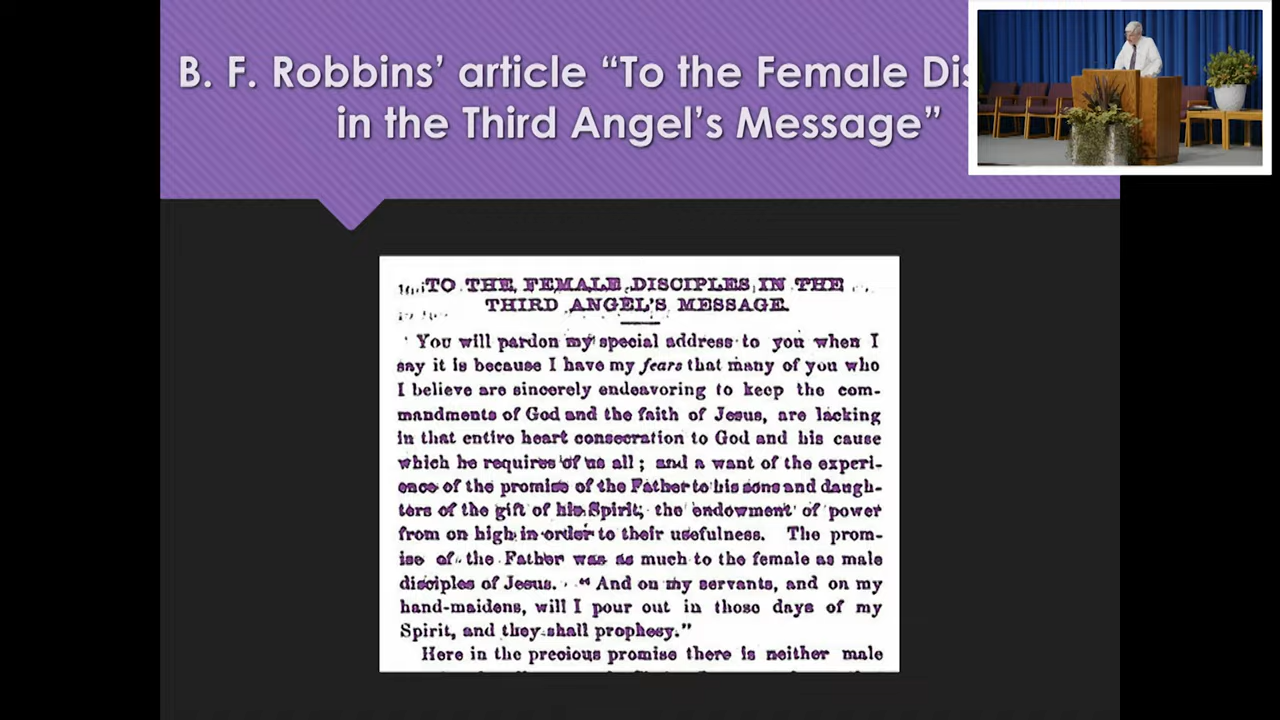 B. F. Robbins’ article “To the Female Dis
in the Third Angel’s Message”
TO THE FEMALE DISCIPLES IN THE
THIRD ANGEL'S MESSAGE.
You will pardon my special address to you when I
say it is because I have my fears that many of you who
I believe are sincerely endeavoring to keep the com-
mandments of God and the faith of Jesus, are lacking
in that entire heart consecration to God and his cause
which he requires of us all; and a want of the experi-
ence of the promise of the Father to his sons and daugh-
ters of the gift of his Spirit; the endowment of power
from on high in order to their usefulness. The prom-
ise of the Father was as much to the female as male
disciples of Jesus. "And on my servants, and on my
hand-maidens, will I pour out in those days of my
Spirit, and they shall prophesy."
Here in the precious promise there is neither male